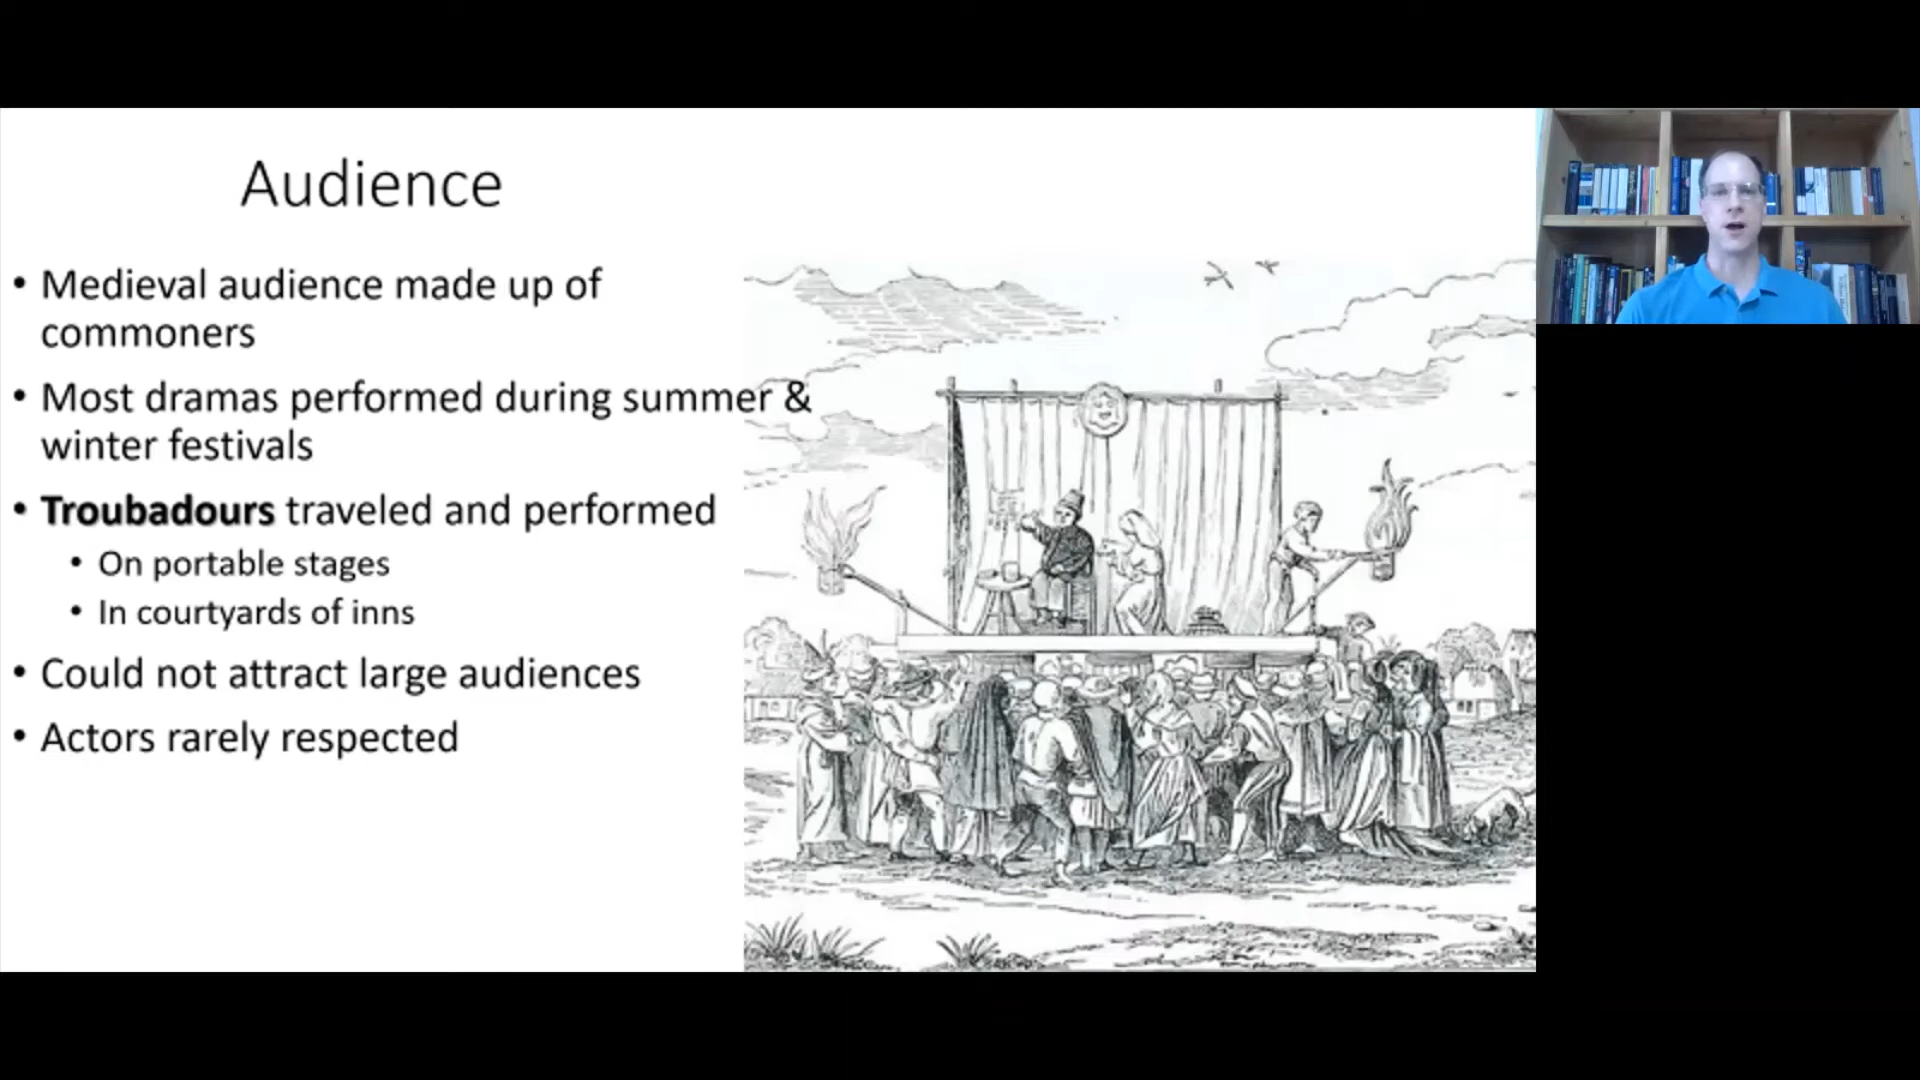 Audience
• Medieval audience made up of
commoners
• Most dramas performed during summer &
winter festivals
• Troubadours traveled and performed
• On portable stages
• In courtyards of inns
• Could not attract large audiences
• Actors rarely respected